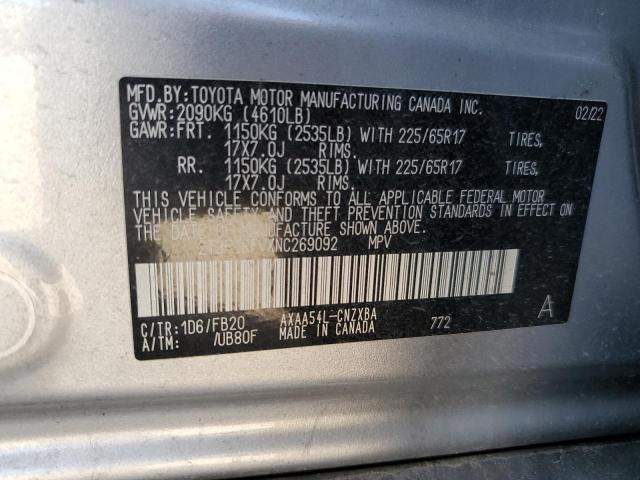 MFD.BY:TOYOTA MOTOR MANUFACTURING CANADA INC. 02/22
GVWR:2090KG (4610LB)
GAWR:FRT. 1150KG (2535LB) WITH 225/65R17 TIRES,
17X7.0J RIMS.
RR. 1150KG (2535LB) WITH 225/65R17 TIRES,
17X7.0J RIMS.
THIS VEHICLE CONFORMS TO ALL APPLICABLE FEDERAL MOTOR
VEHICLE SAFETY AND THEFT PREVENTION STANDARDS IN EFFECT ON
THE DATE OF MANUFACTURE SHOWN ABOVE.
XNC269092 MPV
C/TR:1D6/FB20 AXAA54L-CNZXBA 772 A
A/TM: /UB80F MADE IN CANADA